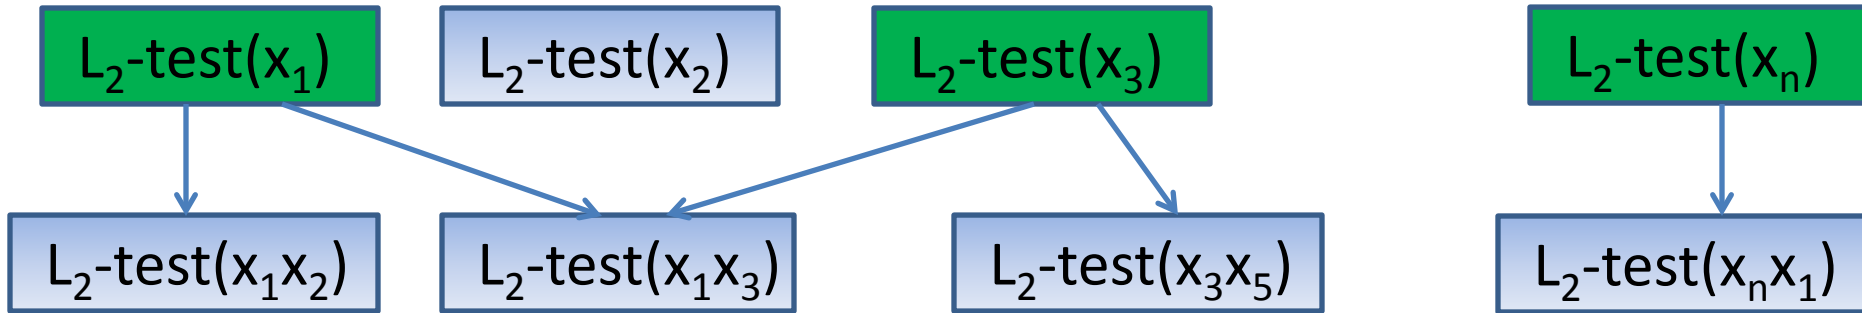 L₂-test(x₁) L₂-test(x₂) L₂-test(x₃) L₂-test(xₙ)
L₂-test(x₁x₂) L₂-test(x₁x₃) L₂-test(x₃x₅) L₂-test(xₙx₁)